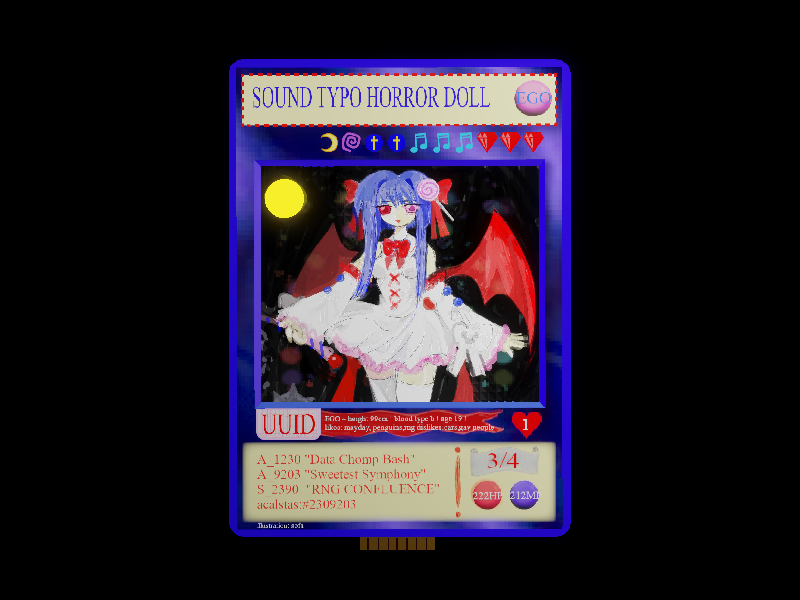 SOUND TYPO HORROR DOLL
EGO
UUID
EGO – height: 99cm blood type b ! age 19 !
likes: mayday, penguins,rng dislikes,cars,gay people
1
A_1230 "Data Chomp Bash"
A_9203 "Sweetest Symphony"
S_2390 "RNG CONFLUENCE"
acalstas:#2309203
3/4
222HP
212MP
illustration: sofi